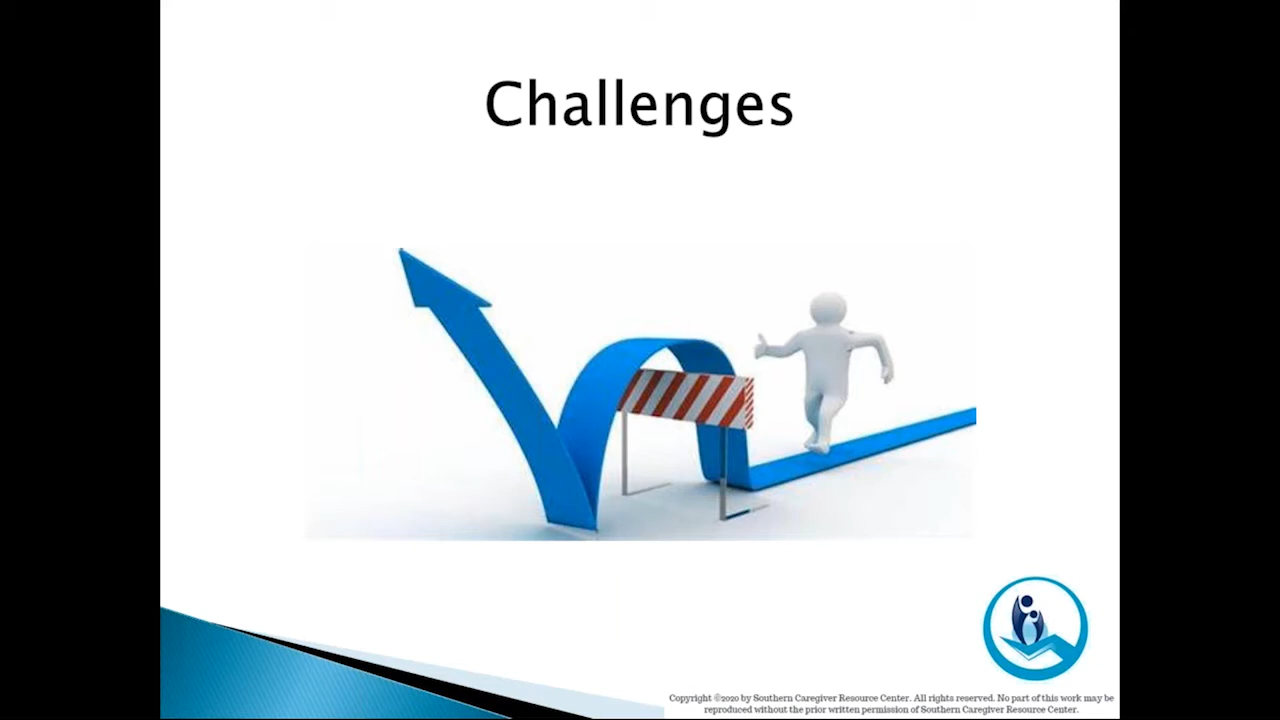 Challenges
Copyright ©2020 by Southern Caregiver Resource Center. All rights reserved. No part of this work may be
reproduced without the prior written permission of Southern Caregiver Resource Center.